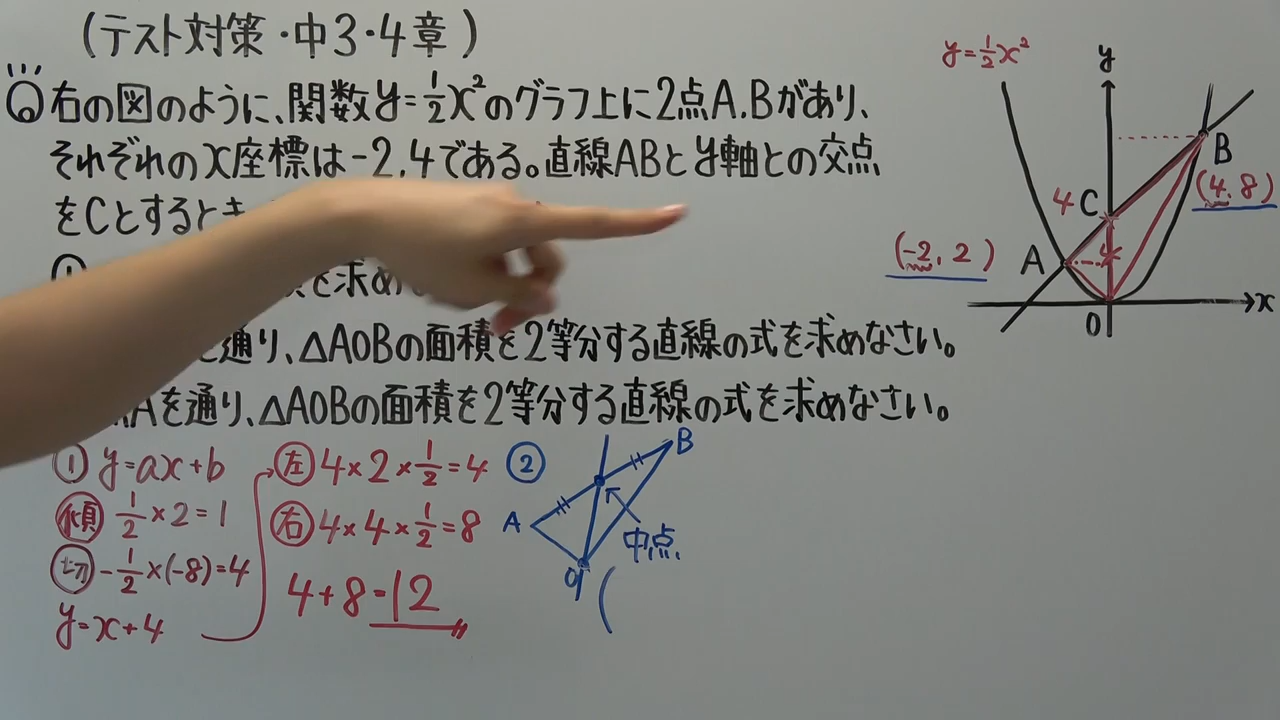 (テスト対策・中3・4章)
Q 右の図のように、関数y=1/2x²のグラフ上に2点A.Bがあり、
それぞれのx座標は-2,4である。直線ABとy軸との交点
をCとするとき
① を求め
を通り、△AOBの面積を2等分する直線の式を求めなさい。
Aを通り、△AOBの面積を2等分する直線の式を求めなさい。
① y=ax+b
傾 1/2×2=1
切 -1/2×(-8)=4
y=x+4
左 4×2×1/2=4
右 4×4×1/2=8
4+8=12
②
A
B
O
中点
(
y=1/2x²
y
B
(4,8)
4 C
4
(-2,2)
A
O
x